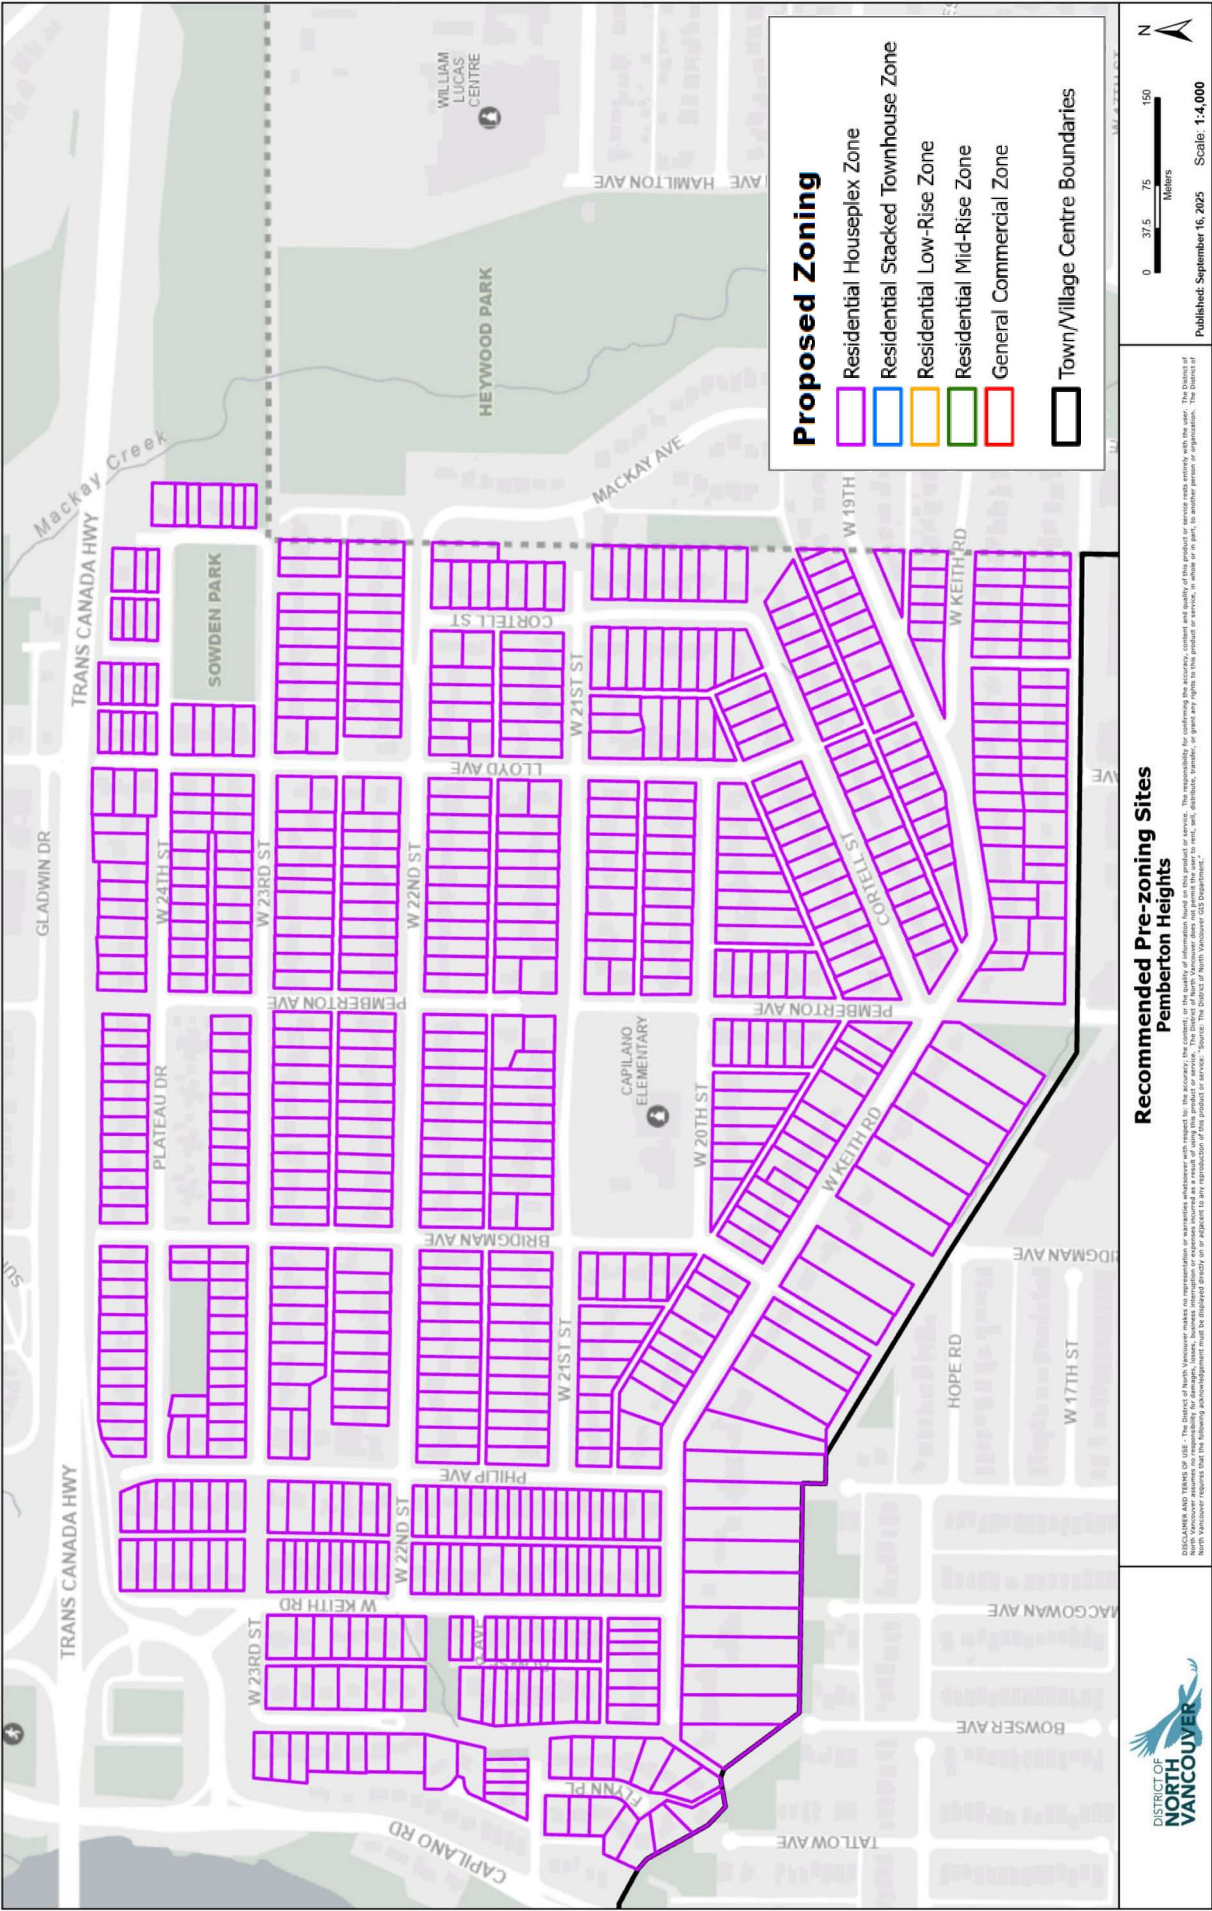 TRANS CANADA HWY
TRANS CANADA HWY
GLADWIN DR
Mackay Creek
SOWDEN PARK
WILLIAM
LUCAS
CENTRE
HAMILTON AVE
HEYWOOD PARK
MACKAY AVE
W 24TH ST
PLATEAU DR
W 23RD ST
W 23RD ST
W 22ND ST
W 22ND ST
W 21ST ST
W 21ST ST
W 20TH ST
W 19TH
W KEITH RD
W KEITH RD
W KEITH RD
CORTELL ST
CORTELL ST
LLOYD AVE
PEMBERTON AVE
PEMBERTON AVE
CAPILANO
ELEMENTARY
BRIDGMAN AVE
PHILIP AVE
FLYNN PL
CAPILANO RD
TATLOW AVE
BOWSER AVE
MACGOWAN AVE
HOPE RD
W 17TH ST
Proposed Zoning
Residential Houseplex Zone
Residential Stacked Townhouse Zone
Residential Low-Rise Zone
Residential Mid-Rise Zone
General Commercial Zone
Town/Village Centre Boundaries
DISTRICT OF
NORTH
VANCOUVER
Recommended Pre-zoning Sites
Pemberton Heights
N
0 37.5 75 150
Meters
Published: September 16, 2025 Scale: 1:4,000